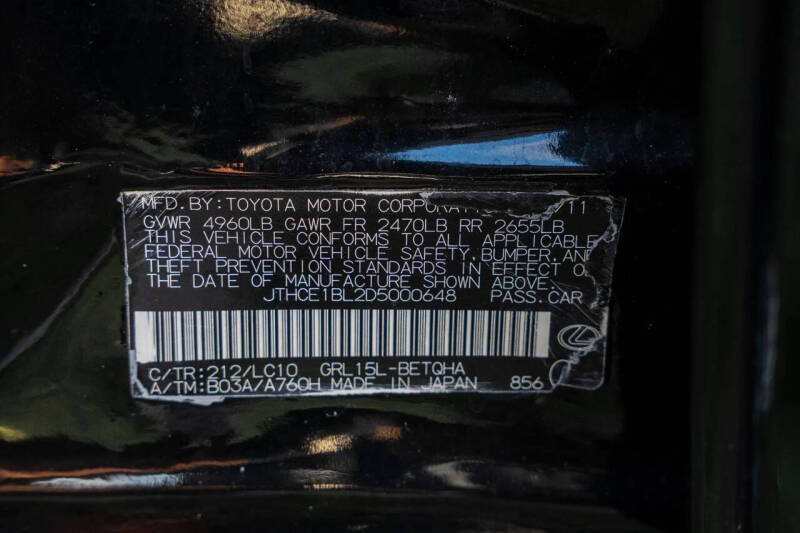 MFD.BY:TOYOTA MOTOR CORPORAT 11
GVWR 4960LB GAWR FR 2470LB RR 2655LB
THIS VEHICLE CONFORMS TO ALL APPLICABLE
FEDERAL MOTOR VEHICLE SAFETY, BUMPER, AND
THEFT PREVENTION STANDARDS IN EFFECT O
THE DATE OF MANUFACTURE SHOWN ABOVE.
JTHCE1BL2D5000648 PASS.CAR
C/TR:212/LC10 GRL15L-BETQHA
A/TM:B03A/A760H MADE IN JAPAN 856